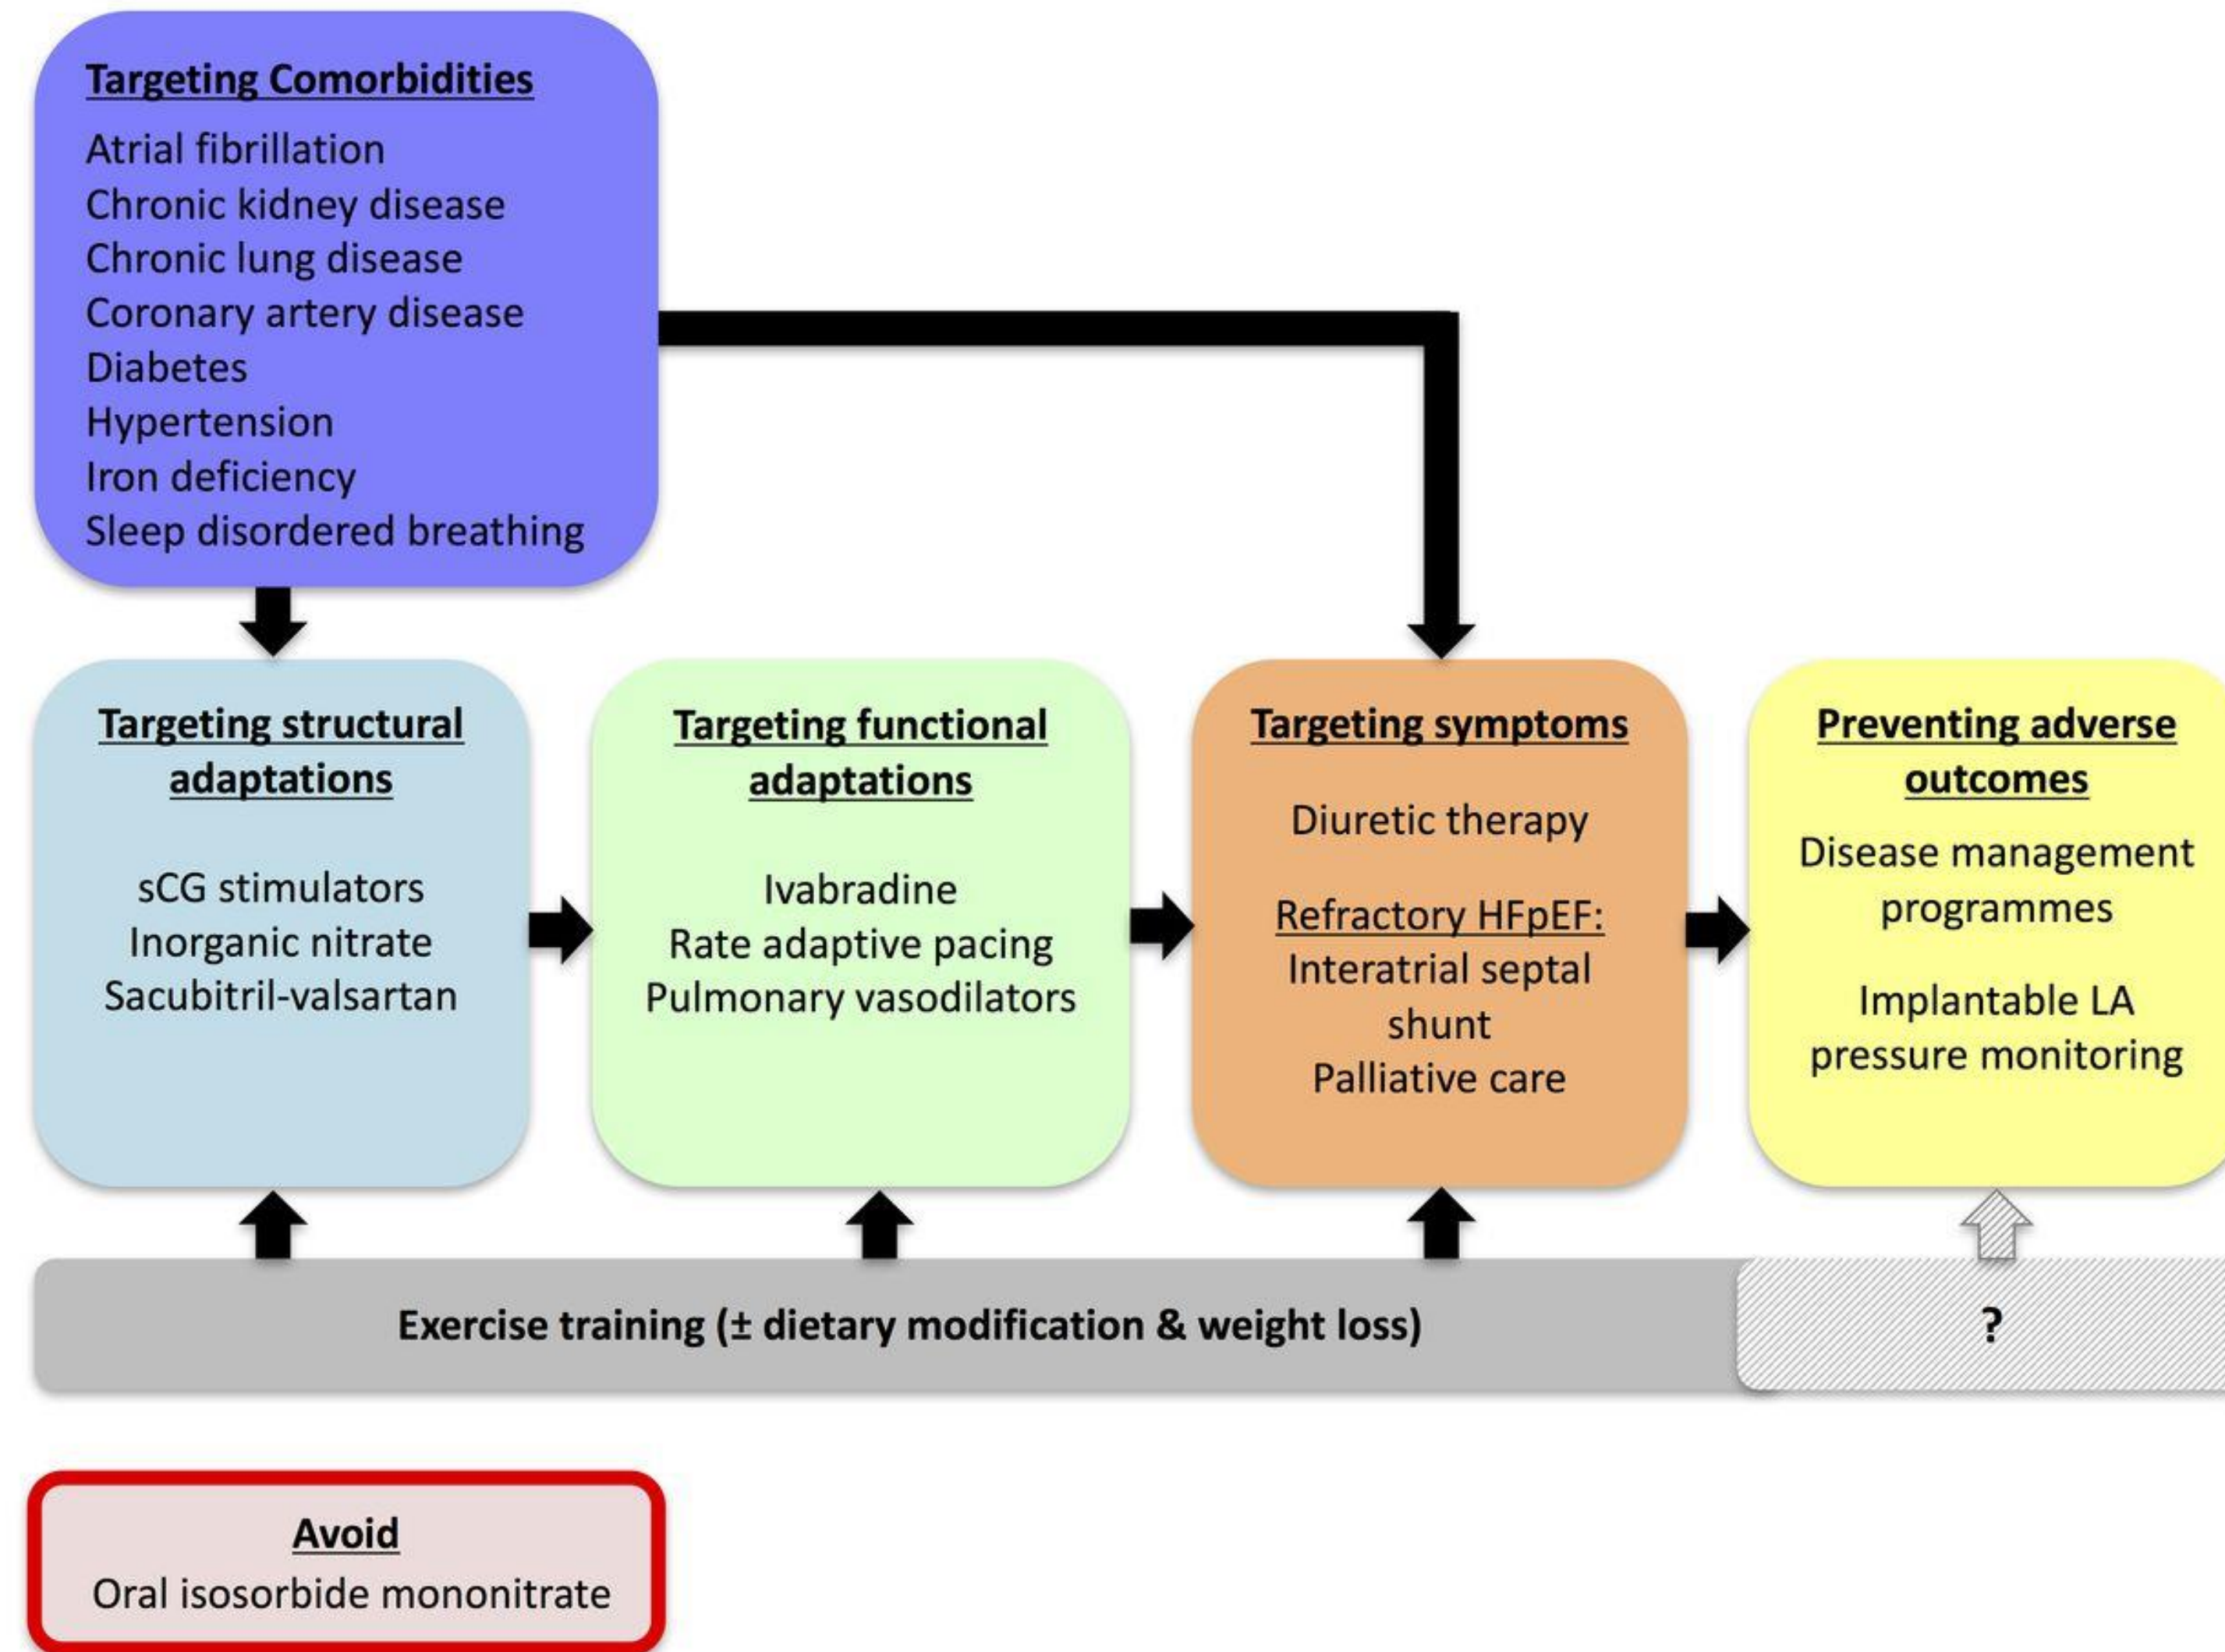 Targeting Comorbidities
Atrial fibrillation
Chronic kidney disease
Chronic lung disease
Coronary artery disease
Diabetes
Hypertension
Iron deficiency
Sleep disordered breathing
Targeting structural
adaptations
sCG stimulators
Inorganic nitrate
Sacubitril-valsartan
Targeting functional
adaptations
Ivabradine
Rate adaptive pacing
Pulmonary vasodilators
Targeting symptoms
Diuretic therapy
Refractory HFpEF:
Interatrial septal
shunt
Palliative care
Preventing adverse
outcomes
Disease management
programmes
Implantable LA
pressure monitoring
Exercise training (± dietary modification & weight loss)
?
Avoid
Oral isosorbide mononitrate